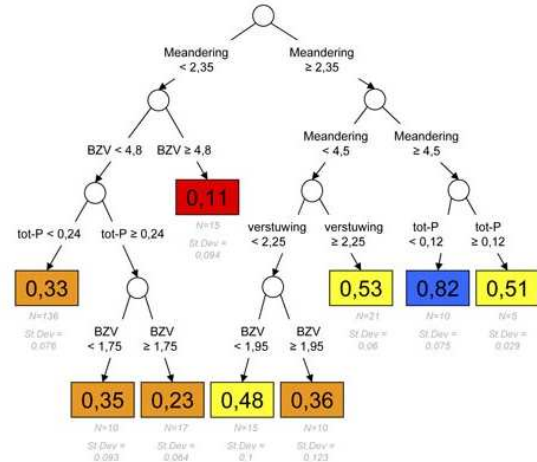 Meandering
< 2,35
Meandering
≥ 2,35
BZV < 4,8
BZV ≥ 4,8
Meandering
< 4,5
Meandering
≥ 4,5
0,11
N=15
St.Dev =
0,094
tot-P < 0,24
tot-P ≥ 0,24
verstuwing
< 2,25
verstuwing
≥ 2,25
tot-P
< 0,12
tot-P
≥ 0,12
0,33
N=136
St.Dev =
0,076
0,53
N=21
St.Dev =
0,06
0,82
N=10
St.Dev =
0,075
0,51
N=5
St.Dev =
0,029
BZV
< 1,75
BZV
≥ 1,75
BZV
< 1,95
BZV
≥ 1,95
0,35
N=10
St.Dev =
0,093
0,23
N=17
St.Dev =
0,064
0,48
N=15
St.Dev =
0,1
0,36
N=10
St.Dev =
0,123